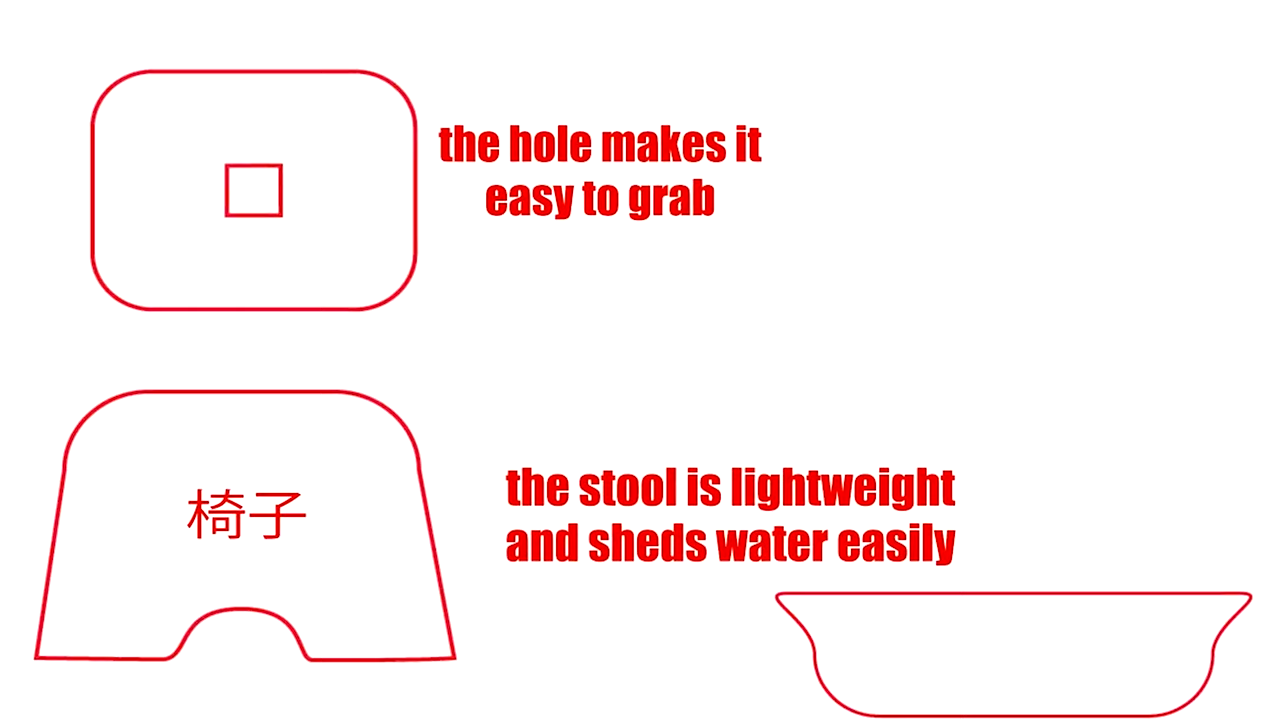 the hole makes it
easy to grab
椅子
the stool is lightweight
and sheds water easily